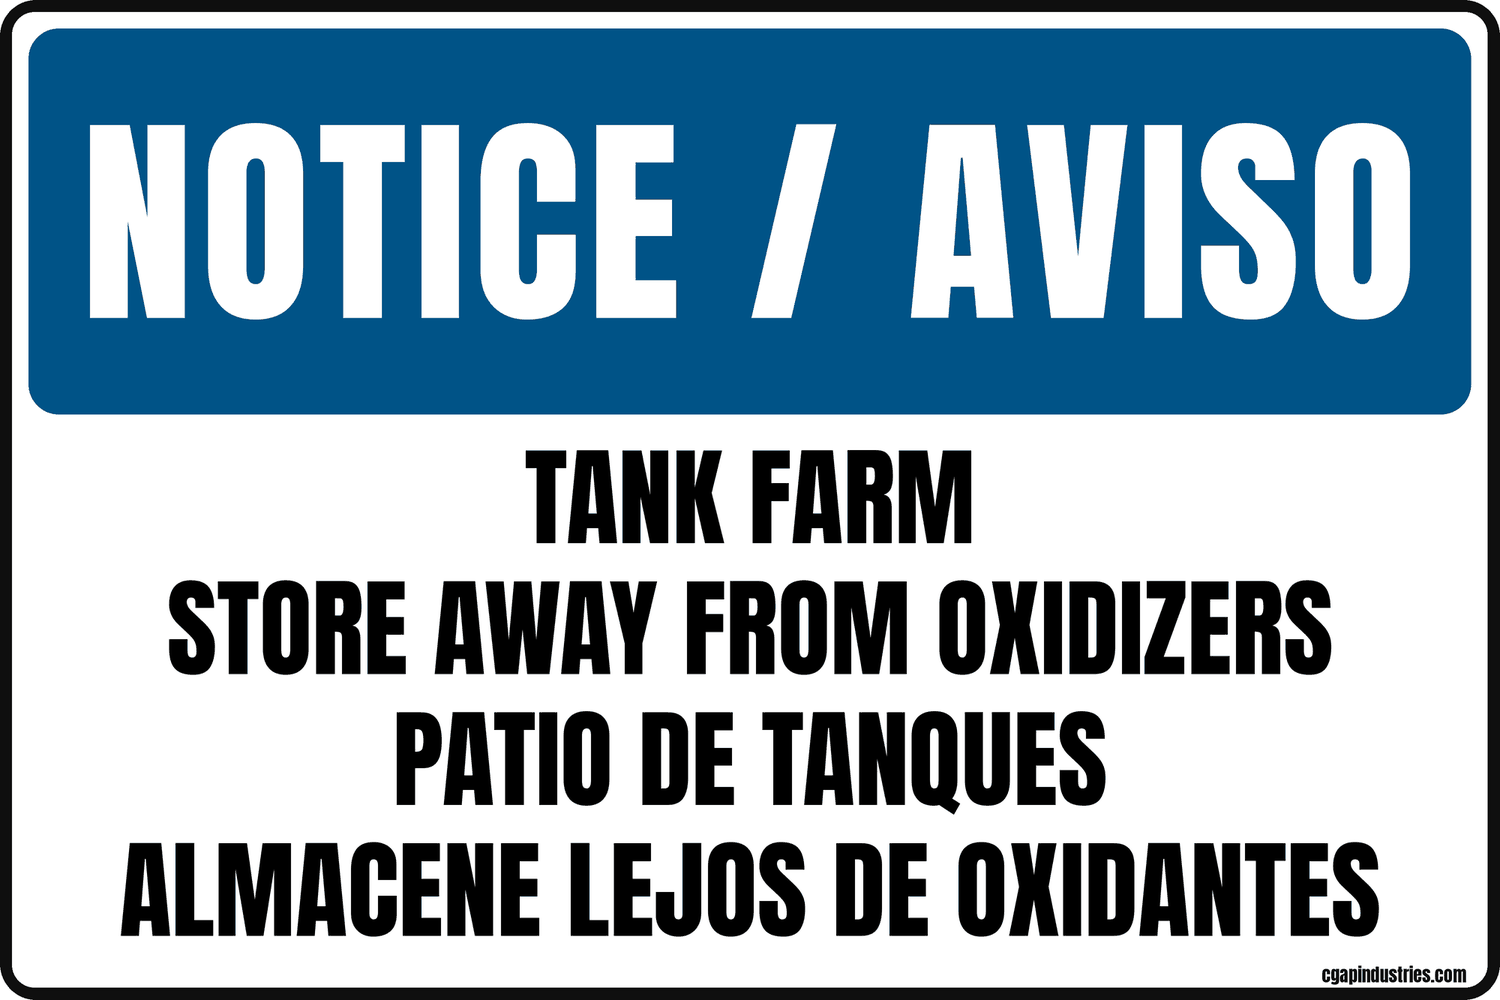 NOTICE / AVISO
TANK FARM
STORE AWAY FROM OXIDIZERS
PATIO DE TANQUES
ALMACENE LEJOS DE OXIDANTES
cgapindustries.com